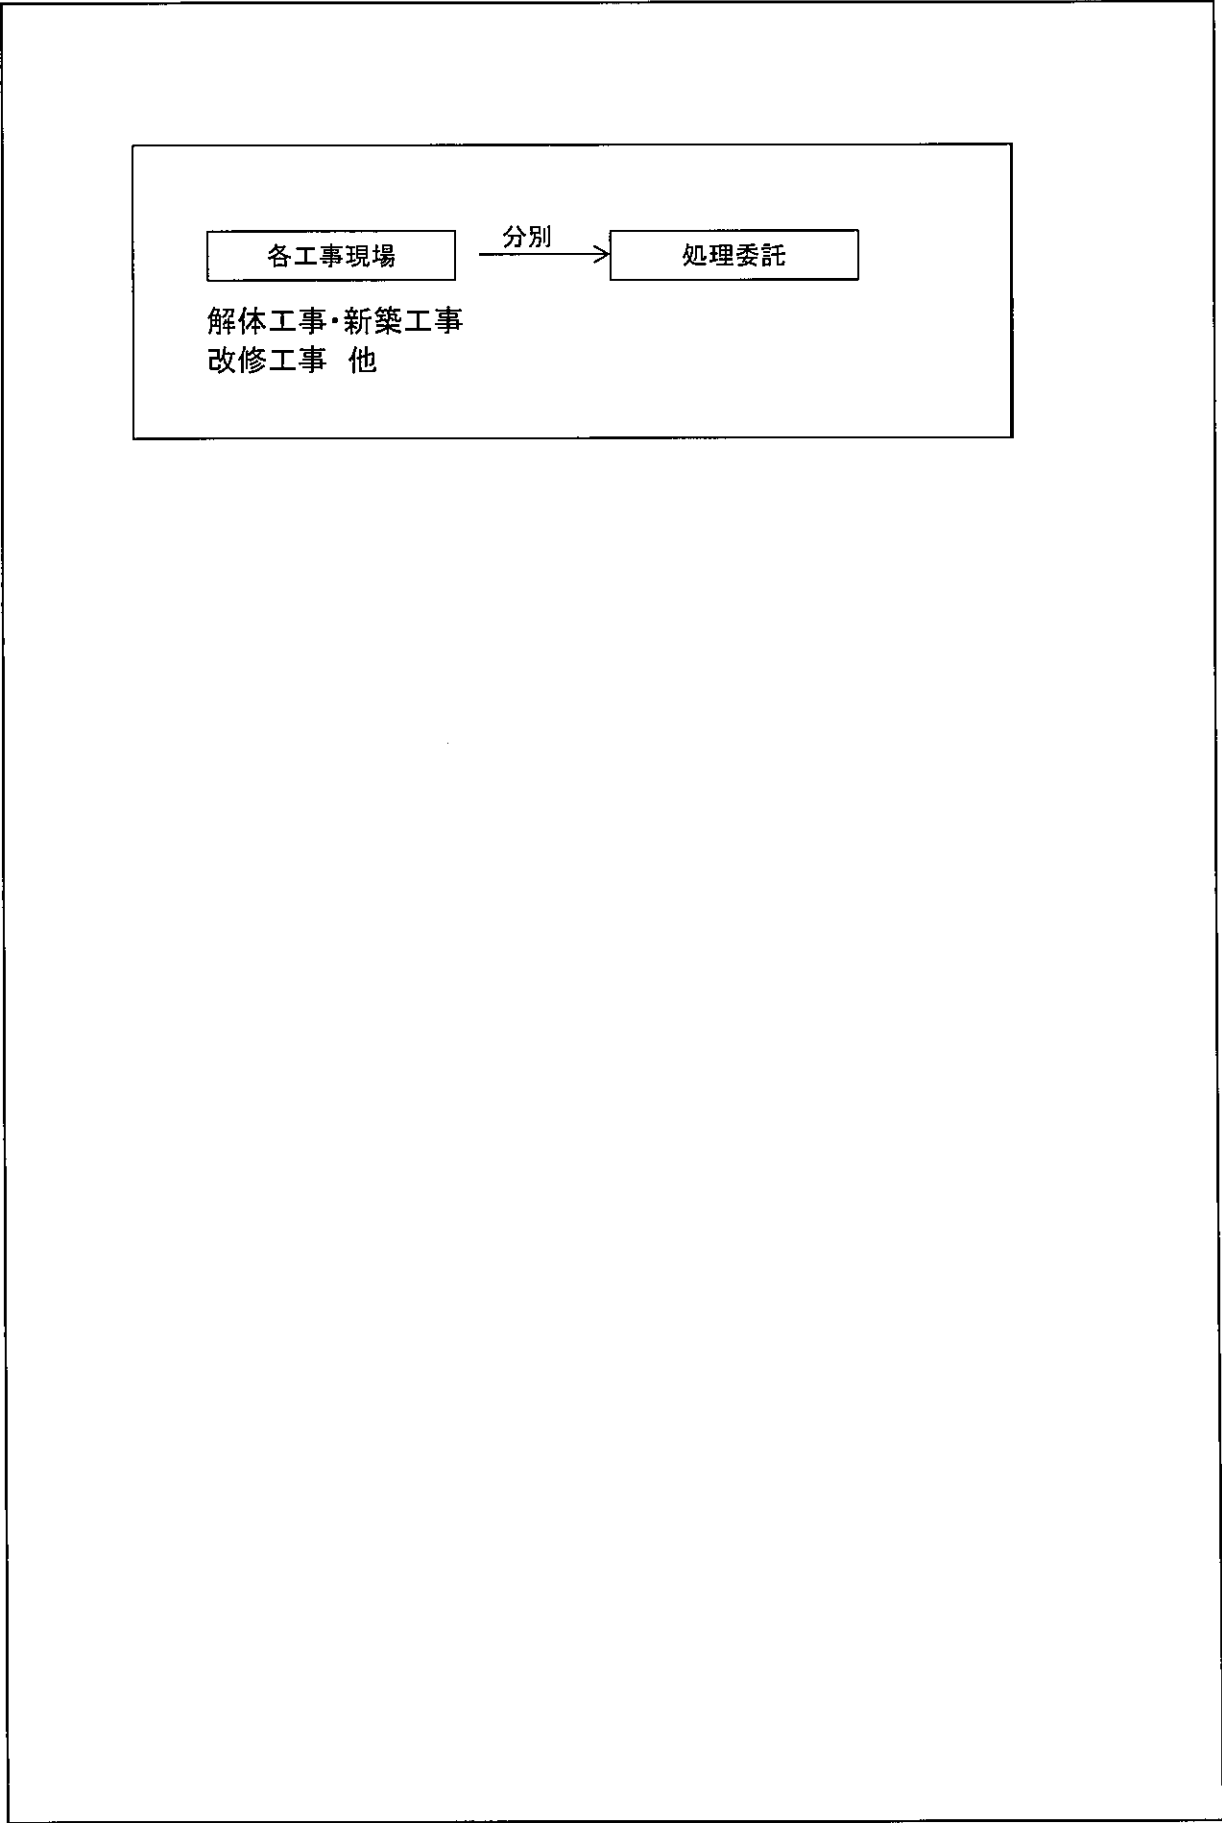 分別
各工事現場
処理委託
解体工事・新築工事
改修工事 他